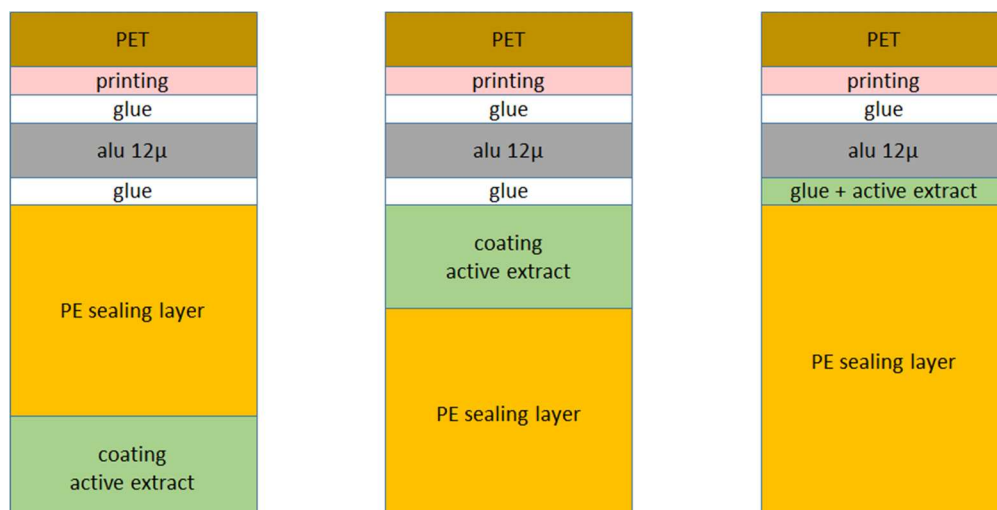 PET
printing
glue
alu 12µ
glue
PE sealing layer
coating
active extract
PET
printing
glue
alu 12µ
glue
coating
active extract
PE sealing layer
PET
printing
glue
alu 12µ
glue + active extract
PE sealing layer